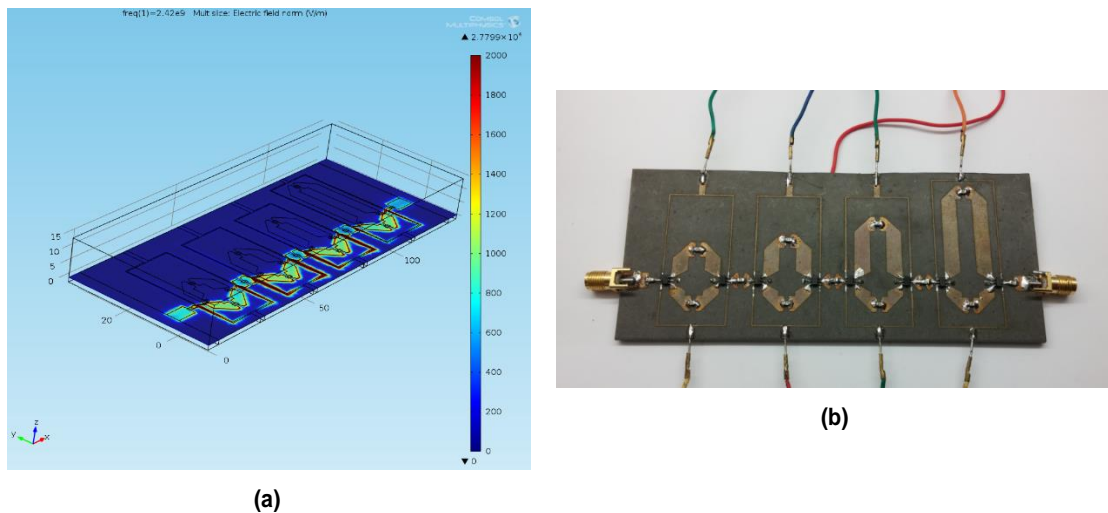 freq(1)=2.42e9 Mult size: Electric field norm (V/m)
COMSOL
MULTIPHYSICS
▲ 2.7799×10⁴
2000
1800
1600
1400
1200
1000
800
600
400
200
0
▼ 0
15
10
5
0
20
0
0
50
100
y
z
x
(a)
(b)